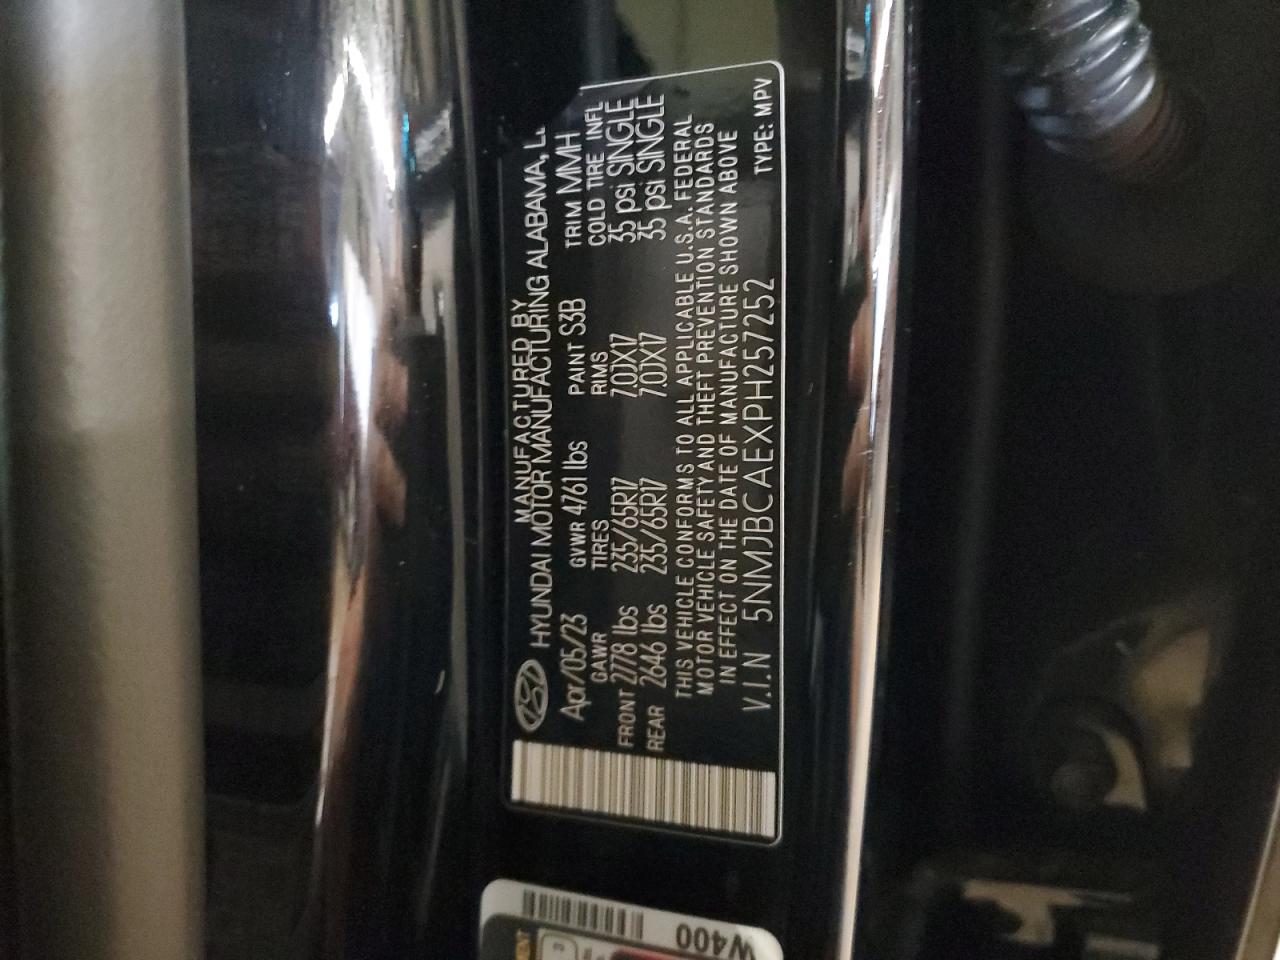 MANUFACTURED BY
HYUNDAI MOTOR MANUFACTURING ALABAMA,
Apr/05/23 GVWR 4761 lbs PAINT S3B TRIM MMH
GAWR TIRES RIMS COLD TIRE INFL
FRONT 2778 lbs 235/65R17 7.0JX17 35 psi SINGLE
REAR 2646 lbs 235/65R17 7.0JX17 35 psi SINGLE
THIS VEHICLE CONFORMS TO ALL APPLICABLE U.S.A. FEDERAL
MOTOR VEHICLE SAFETY AND THEFT PREVENTION STANDARDS
IN EFFECT ON THE DATE OF MANUFACTURE SHOWN ABOVE
V.I.N 5NMJBCAEXPH257252 TYPE: MPV
W400
3